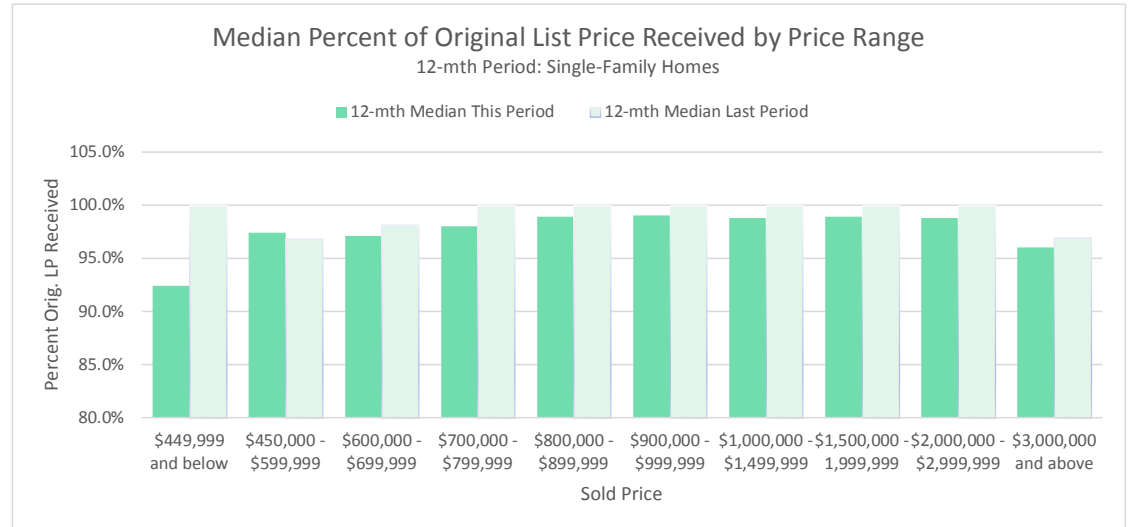 Median Percent of Original List Price Received by Price Range
12-mth Period: Single-Family Homes
12-mth Median This Period 12-mth Median Last Period
Percent Orig. LP Received
105.0%
100.0%
95.0%
90.0%
85.0%
80.0%
$449,999 $450,000 - $600,000 - $700,000 - $800,000 - $900,000 - $1,000,000 - $1,500,000 - $2,000,000 - $3,000,000
and below $599,999 $699,999 $799,999 $899,999 $999,999 $1,499,999 1,999,999 $2,999,999 and above
Sold Price